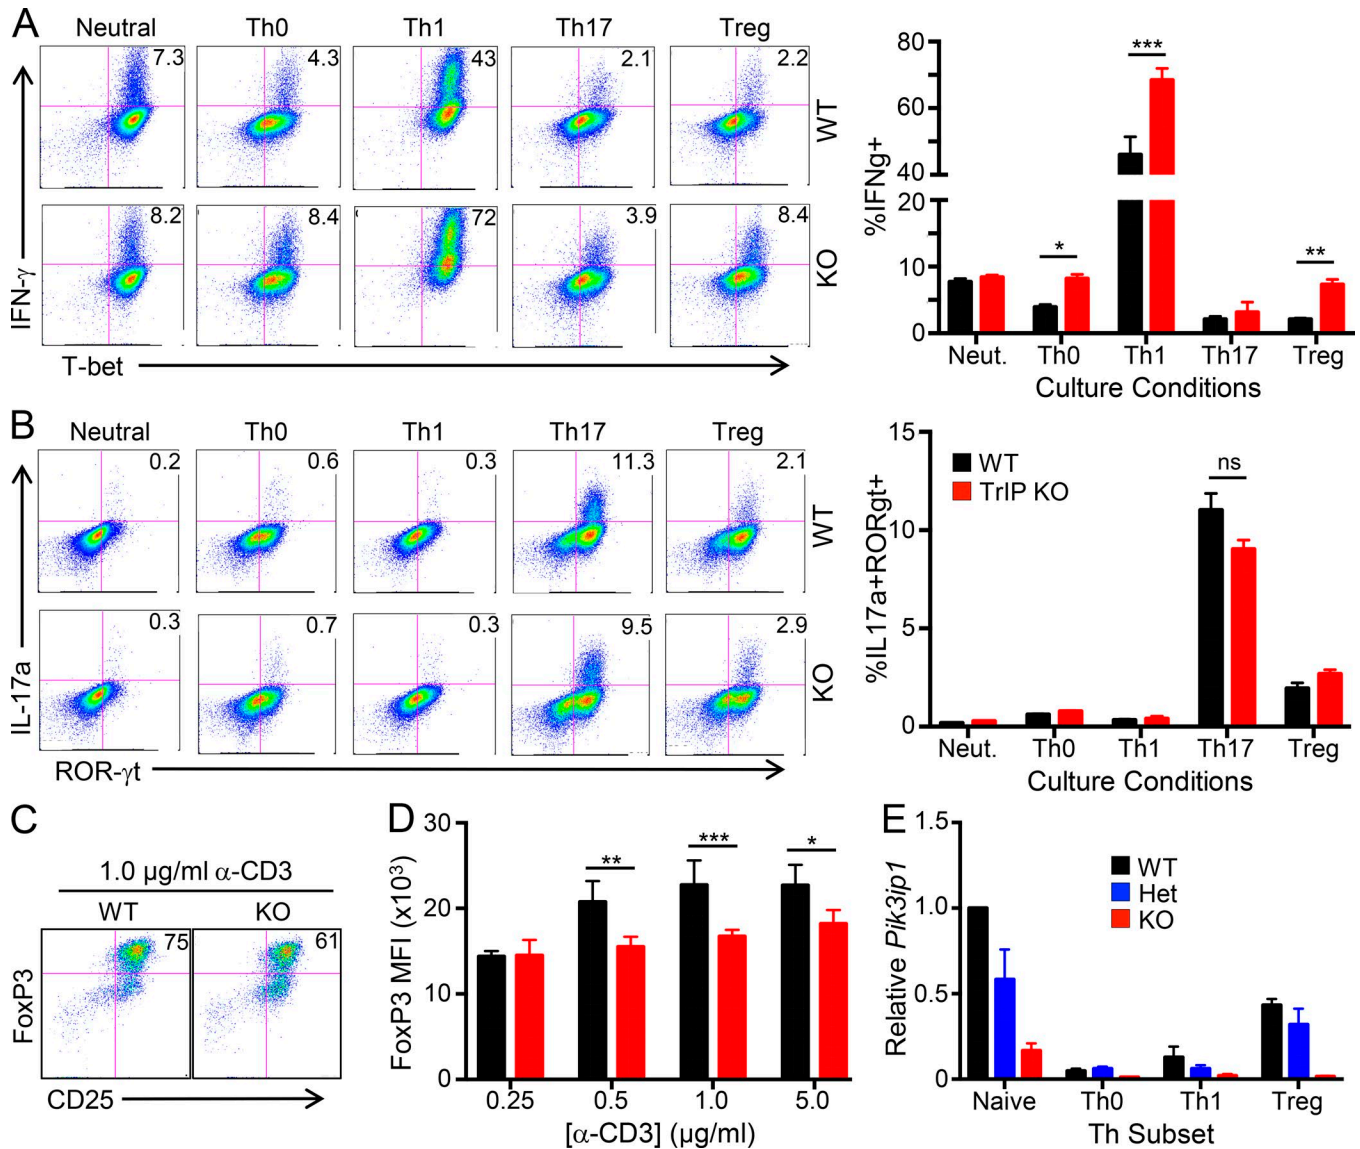 A
Neutral Th0 Th1 Th17 Treg
7.3 4.3 43 2.1 2.2
WT
8.2 8.4 72 3.9 8.4
KO
IFN-γ
T-bet
80
60
40
20
10
0
%IFNg+
***
*
**
Neut. Th0 Th1 Th17 Treg
Culture Conditions
B
Neutral Th0 Th1 Th17 Treg
0.2 0.6 0.3 11.3 2.1
WT
0.3 0.7 0.3 9.5 2.9
KO
IL-17a
ROR-γt
15
10
5
0
%IL17a+RORgt+
WT
TrIP KO
ns
Neut. Th0 Th1 Th17 Treg
Culture Conditions
C
1.0 µg/ml α-CD3
WT KO
75 61
FoxP3
CD25
D
30
20
10
0
FoxP3 MFI (x10³)
** *** *
0.25 0.5 1.0 5.0
[α-CD3] (µg/ml)
E
1.5
1.0
0.5
0
Relative Pik3ip1
WT
Het
KO
Naive Th0 Th1 Treg
Th Subset